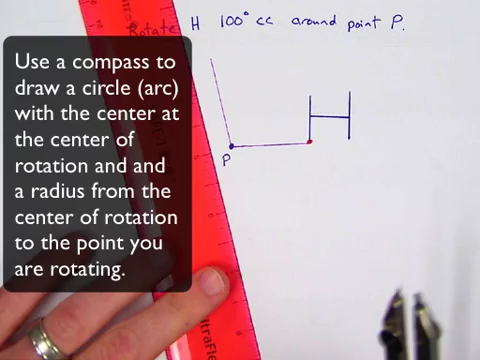 Rotate H 100° cc around point P.
Use a compass to
draw a circle (arc)
with the center at
the center of
rotation and and
a radius from the
center of rotation
to the point you
are rotating.
P
H